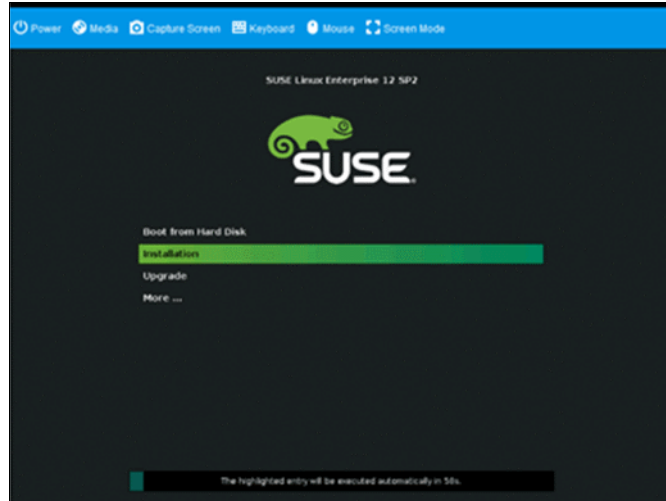 Power Media Capture Screen Keyboard Mouse Screen Mode
SUSE Linux Enterprise 12 SP2
SUSE.
Boot from Hard Disk
Installation
Upgrade
More ...
The highlighted entry will be executed automatically in 58s.